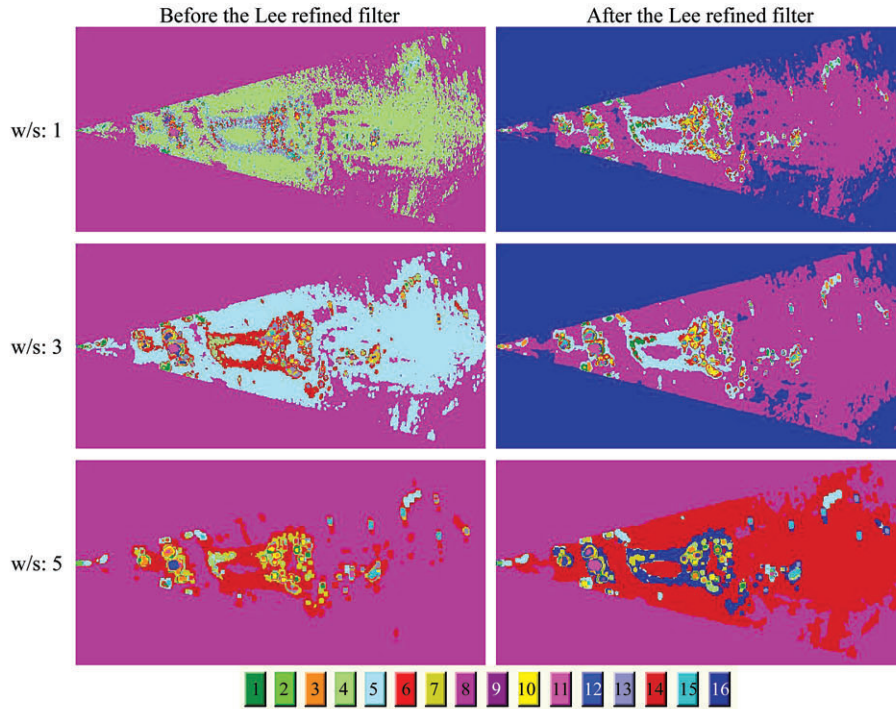 Before the Lee refined filter
After the Lee refined filter
w/s: 1
w/s: 3
w/s: 5
1 2 3 4 5 6 7 8 9 10 11 12 13 14 15 16